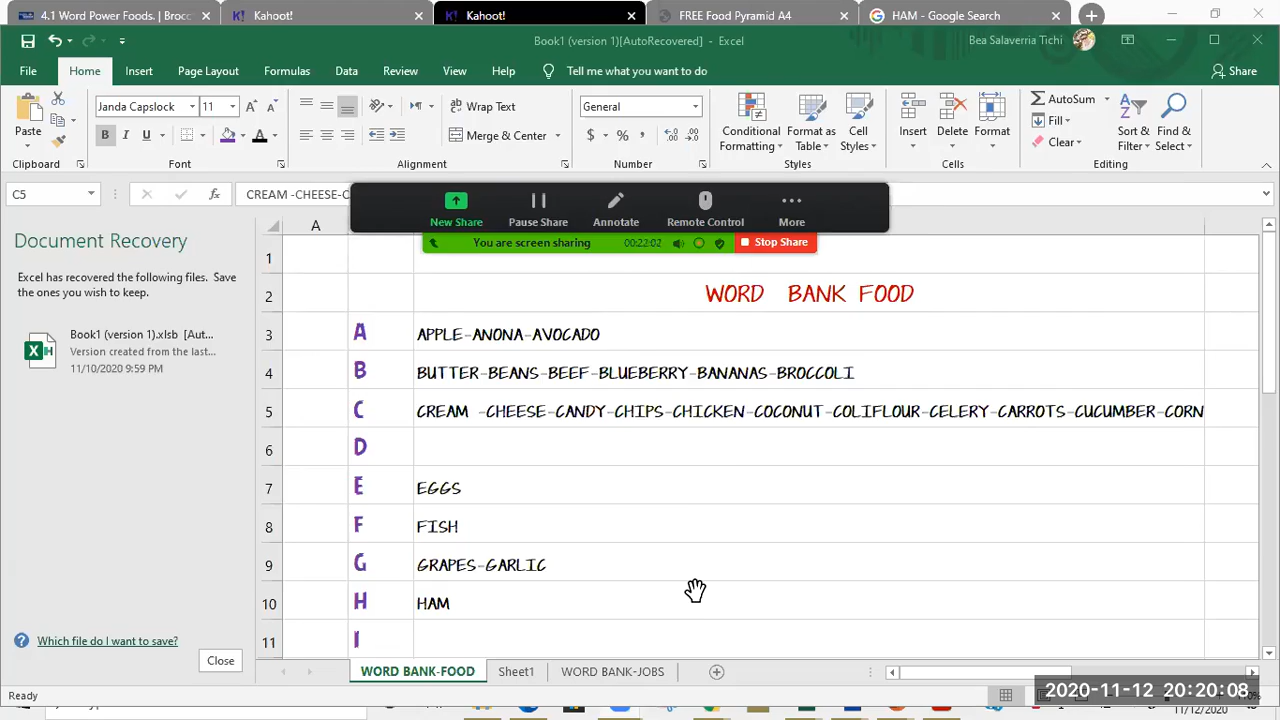 4.1 Word Power Foods. | Brocc Kahoot! Kahoot! FREE Food Pyramid A4 HAM - Google Search
Book1 (version 1)[AutoRecovered] - Excel Bea Salaverria Tichi
File Home Insert Page Layout Formulas Data Review View Help Tell me what you want to do Share
Paste Janda Capslock 11 Wrap Text General Conditional Formatting Format as Table Cell Styles Insert Delete Format AutoSum Sort & Filter Find & Select
B I U Merge & Center $ % Fill
Clear
Clipboard Font Alignment Number Styles Cells Editing
C5 fx CREAM -CHEESE-C
New Share Pause Share Annotate Remote Control More
You are screen sharing 00:22:02 Stop Share
Document Recovery
Excel has recovered the following files. Save
the ones you wish to keep.
Book1 (version 1).xlsb [Aut...
Version created from the last...
11/10/2020 9:59 PM
Which file do I want to save?
Close
A
1
2 WORD BANK FOOD
3 A APPLE-ANONA-AVOCADO
4 B BUTTER-BEANS-BEEF-BLUEBERRY-BANANAS-BROCCOLI
5 C CREAM -CHEESE-CANDY-CHIPS-CHICKEN-COCONUT-COLIFLOUR-CELERY-CARROTS-CUCUMBER-CORN
6 D
7 E EGGS
8 F FISH
9 G GRAPES-GARLIC
10 H HAM
11 I
WORD BANK-FOOD Sheet1 WORD BANK-JOBS
Ready
2020-11-12 20:20:08
11/12/2020